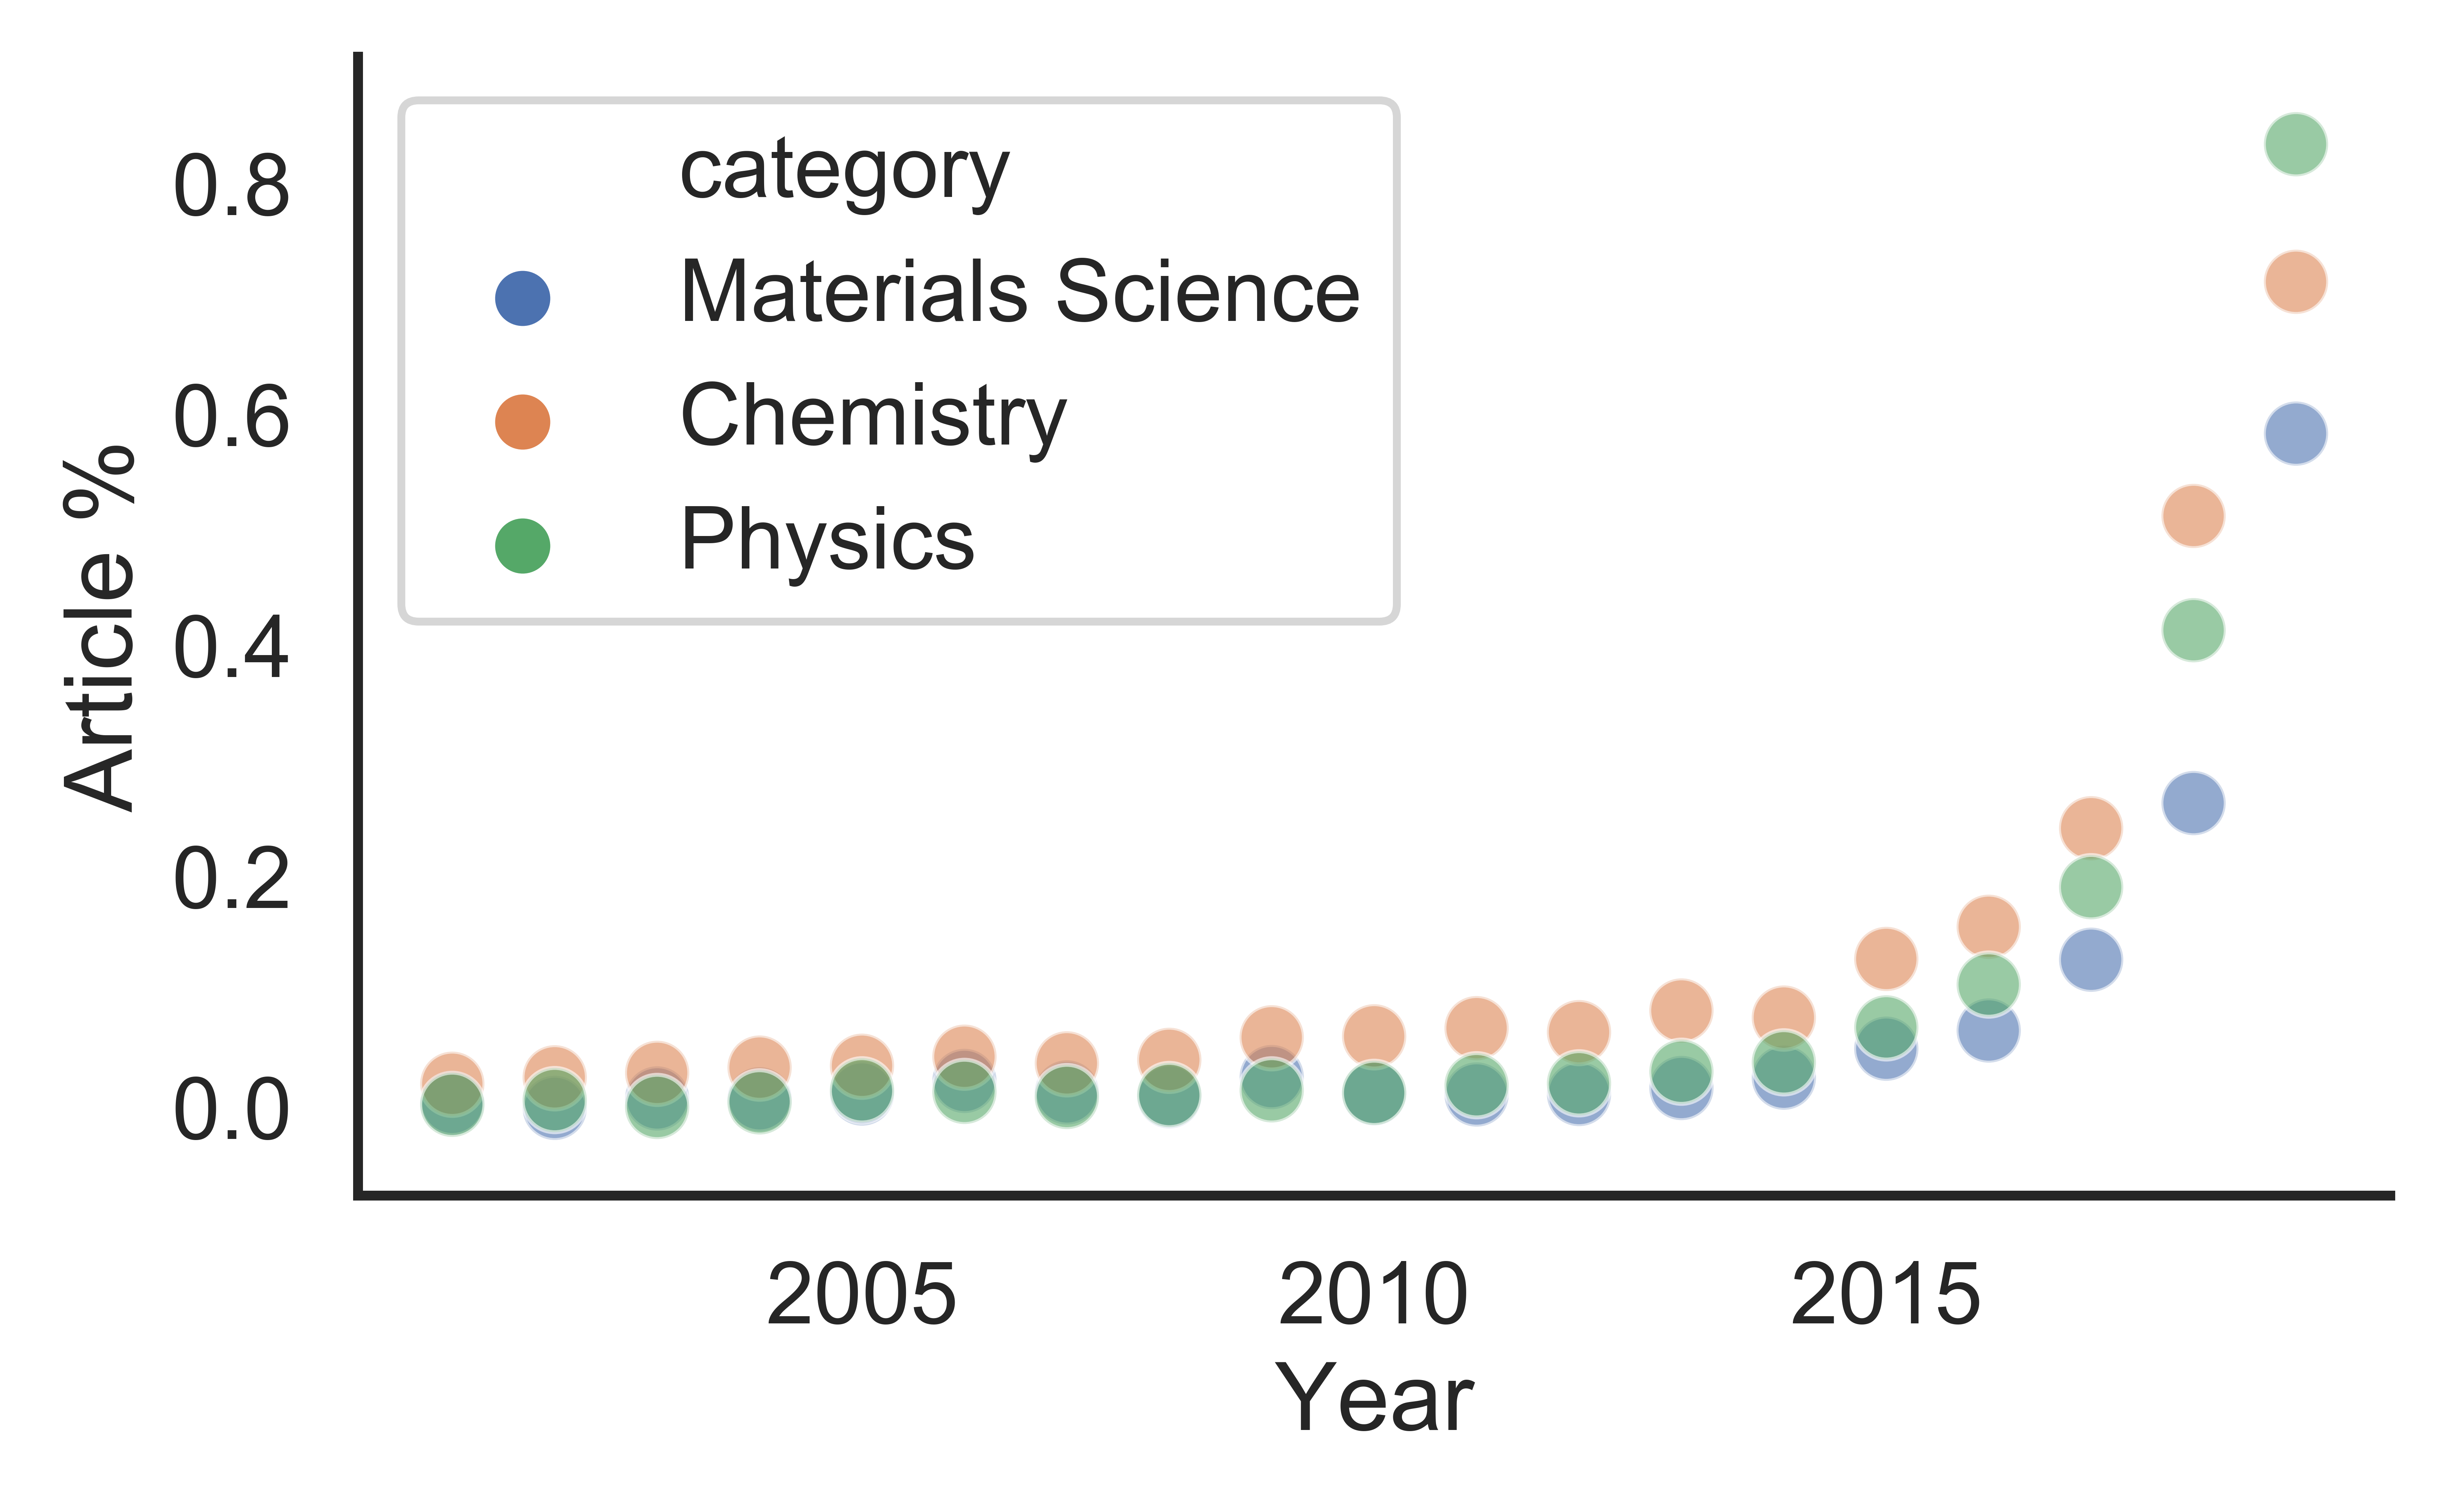 category
Materials Science
Chemistry
Physics
0.8
0.6
0.4
0.2
0.0
Article %
2005 2010 2015
Year